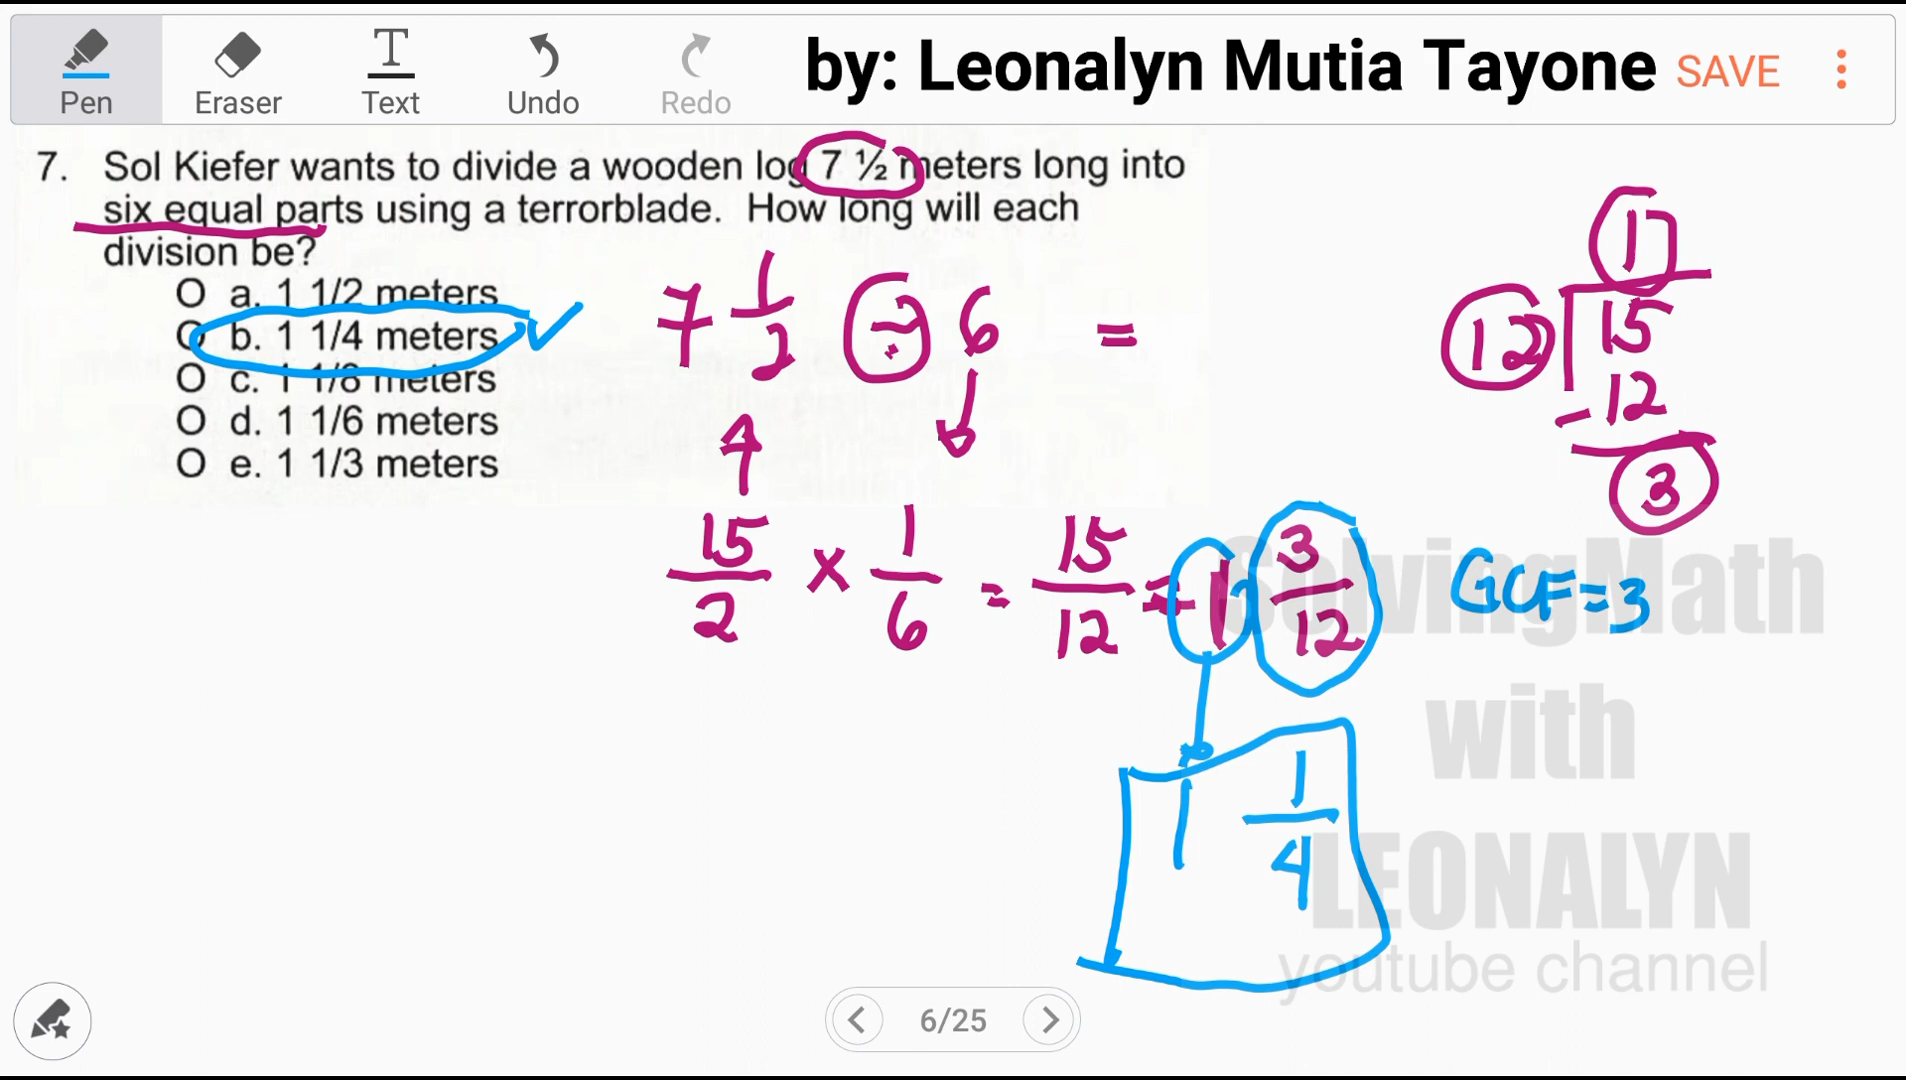 Pen
Eraser
Text
Undo
Redo
by: Leonalyn Mutia Tayone
SAVE
7. Sol Kiefer wants to divide a wooden log 7 ½ meters long into
six equal parts using a terrorblade. How long will each
division be?
O a. 1 1/2 meters
O b. 1 1/4 meters
O c. 1 1/8 meters
O d. 1 1/6 meters
O e. 1 1/3 meters
7 1/2 ÷ 6 =
15/2 × 1/6 = 15/12 = 1 3/12
1 1/4
1
12 15
- 12
3
GCF = 3
SolvingMath
with
LEONALYN
youtube channel
6/25